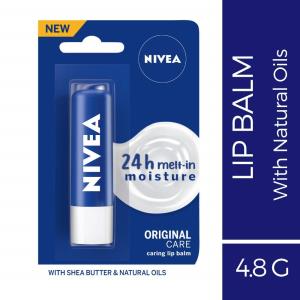 NEW
NIVEA
NIVEA
24h melt-in
moisture
ORIGINAL
CARE
caring lip balm
WITH SHEA BUTTER & NATURAL OILS
LIP BALM
With Natural Oils
4.8 G